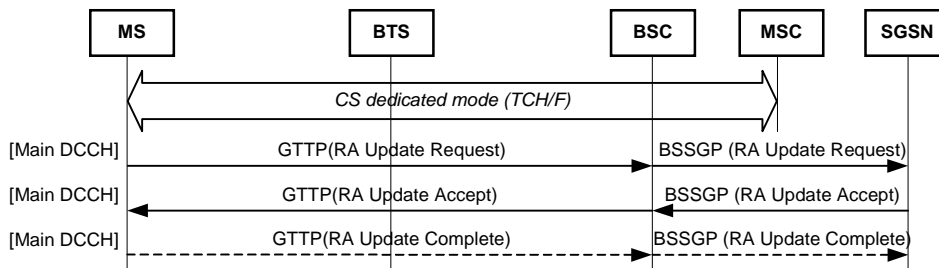 MS BTS BSC MSC SGSN
CS dedicated mode (TCH/F)
[Main DCCH] GTTP(RA Update Request) BSSGP (RA Update Request)
[Main DCCH] GTTP(RA Update Accept) BSSGP (RA Update Accept)
[Main DCCH] GTTP(RA Update Complete) BSSGP (RA Update Complete)